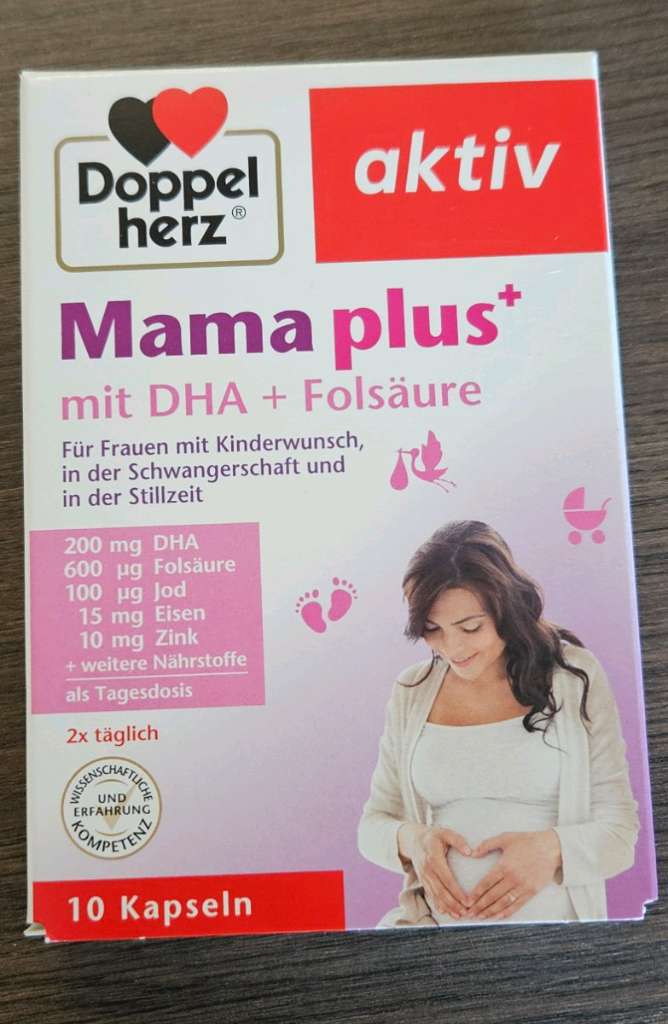 Doppel
herz®
aktiv
Mama plus+
mit DHA + Folsäure
Für Frauen mit Kinderwunsch,
in der Schwangerschaft und
in der Stillzeit
200 mg DHA
600 µg Folsäure
100 µg Jod
15 mg Eisen
10 mg Zink
+ weitere Nährstoffe
als Tagesdosis
2x täglich
WISSENSCHAFTLICHE
UND
ERFAHRUNG
KOMPETENZ
10 Kapseln